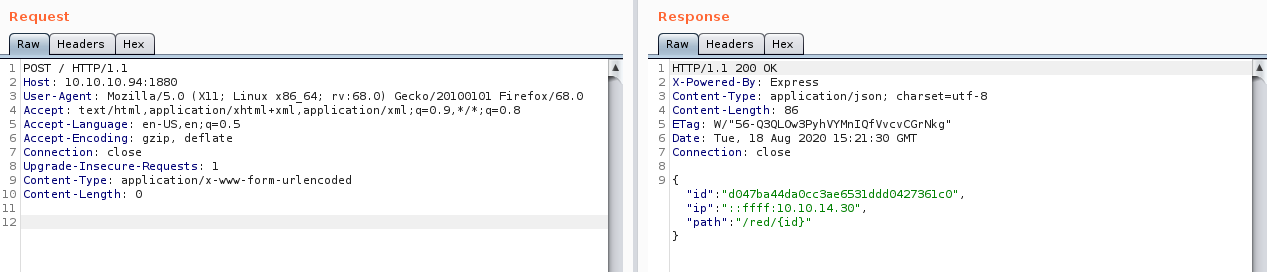 Request
Raw Headers Hex
1 POST / HTTP/1.1
2 Host: 10.10.10.94:1880
3 User-Agent: Mozilla/5.0 (X11; Linux x86_64; rv:68.0) Gecko/20100101 Firefox/68.0
4 Accept: text/html,application/xhtml+xml,application/xml;q=0.9,*/*;q=0.8
5 Accept-Language: en-US,en;q=0.5
6 Accept-Encoding: gzip, deflate
7 Connection: close
8 Upgrade-Insecure-Requests: 1
9 Content-Type: application/x-www-form-urlencoded
10 Content-Length: 0
11
12
Response
Raw Headers Hex
1 HTTP/1.1 200 OK
2 X-Powered-By: Express
3 Content-Type: application/json; charset=utf-8
4 Content-Length: 86
5 ETag: W/"56-Q3QLOw3PyhVYMnIQfVvcvCGrNkg"
6 Date: Tue, 18 Aug 2020 15:21:30 GMT
7 Connection: close
8
9 {
"id":"d047ba44da0cc3ae6531ddd0427361c0",
"ip":"::ffff:10.10.14.30",
"path":"/red/{id}"
}